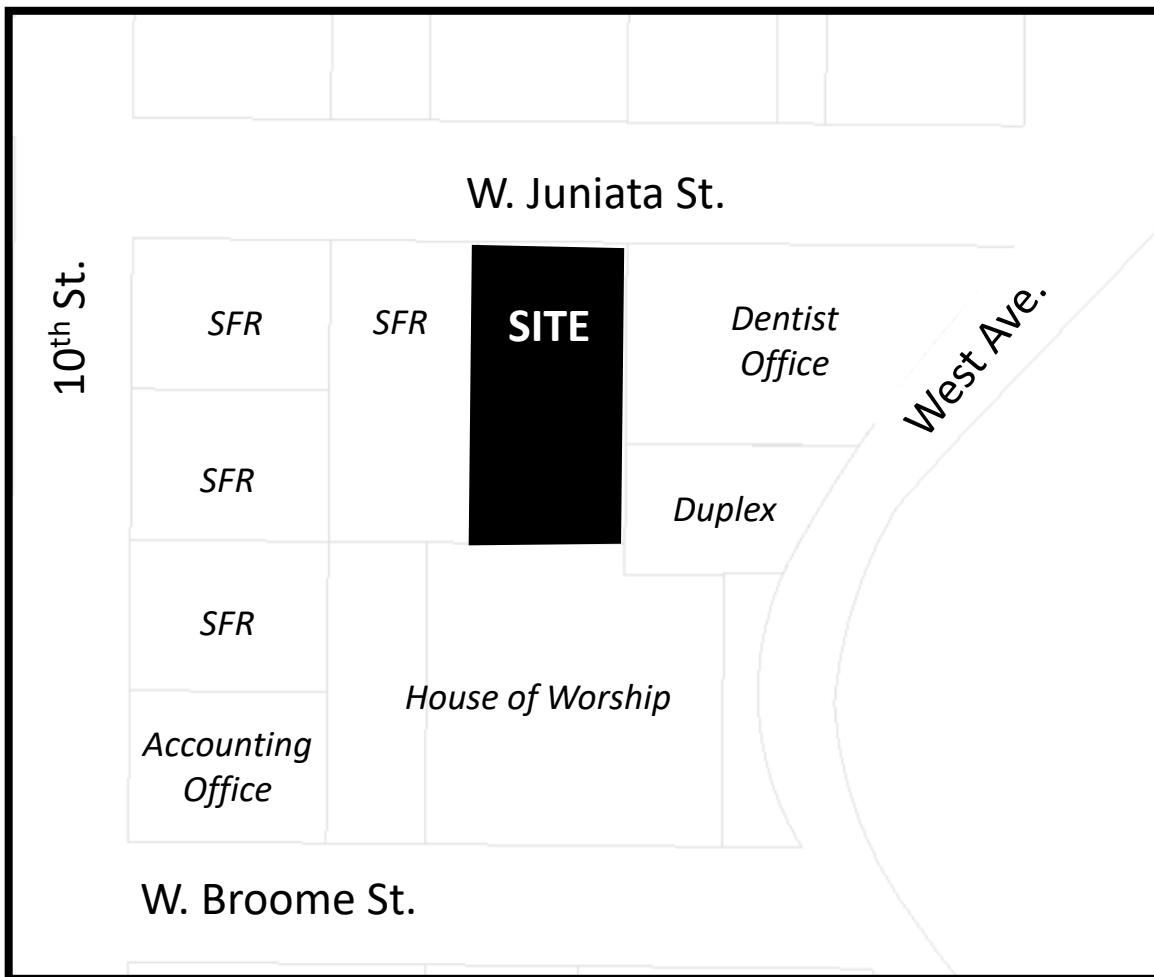 W. Juniata St.
10th St.
SFR
SFR
SITE
Dentist
Office
West Ave.
SFR
Duplex
SFR
House of Worship
Accounting
Office
W. Broome St.